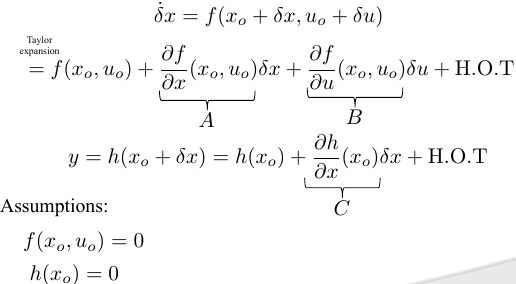 δ̇x = f(x_o + δx, u_o + δu)
Taylor
expansion
= f(x_o, u_o) + ∂f/∂x (x_o, u_o)δx + ∂f/∂u (x_o, u_o)δu + H.O.T
A B
y = h(x_o + δx) = h(x_o) + ∂h/∂x (x_o)δx + H.O.T
C
Assumptions:
f(x_o, u_o) = 0
h(x_o) = 0